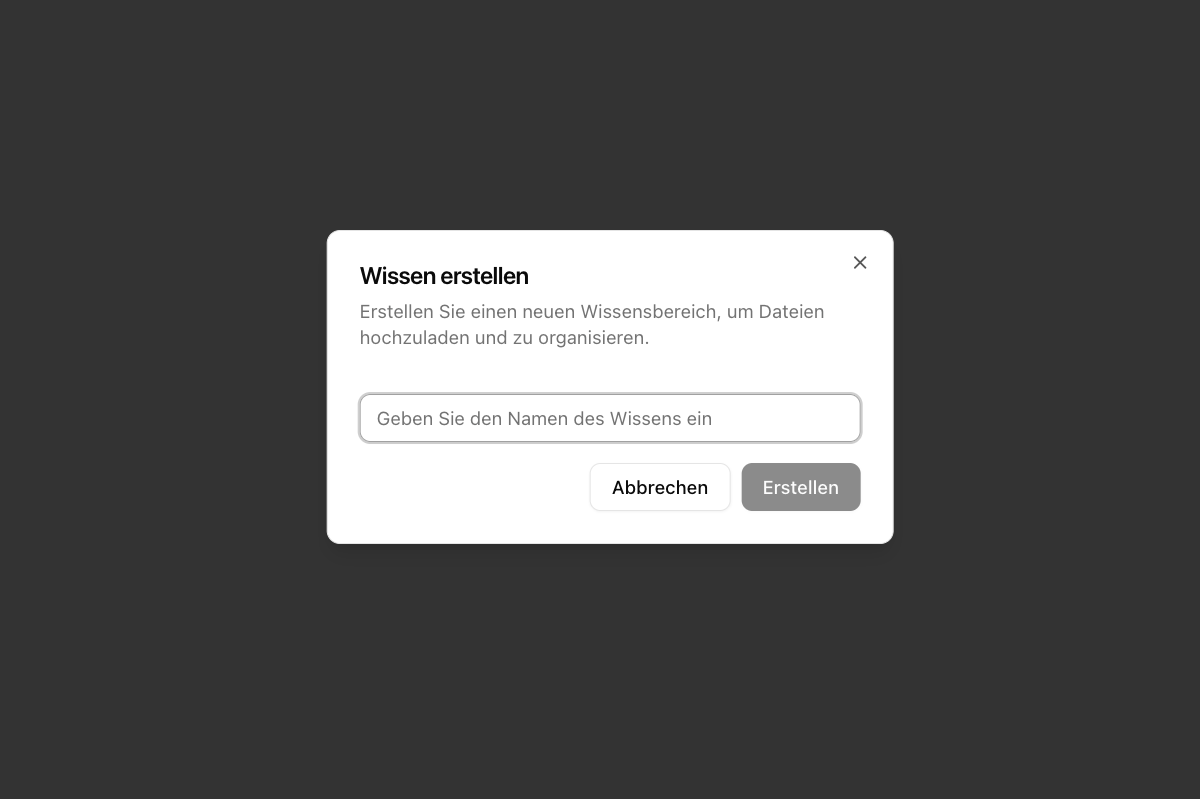 Wissen erstellen
Erstellen Sie einen neuen Wissensbereich, um Dateien
hochzuladen und zu organisieren.
Geben Sie den Namen des Wissens ein
Abbrechen
Erstellen